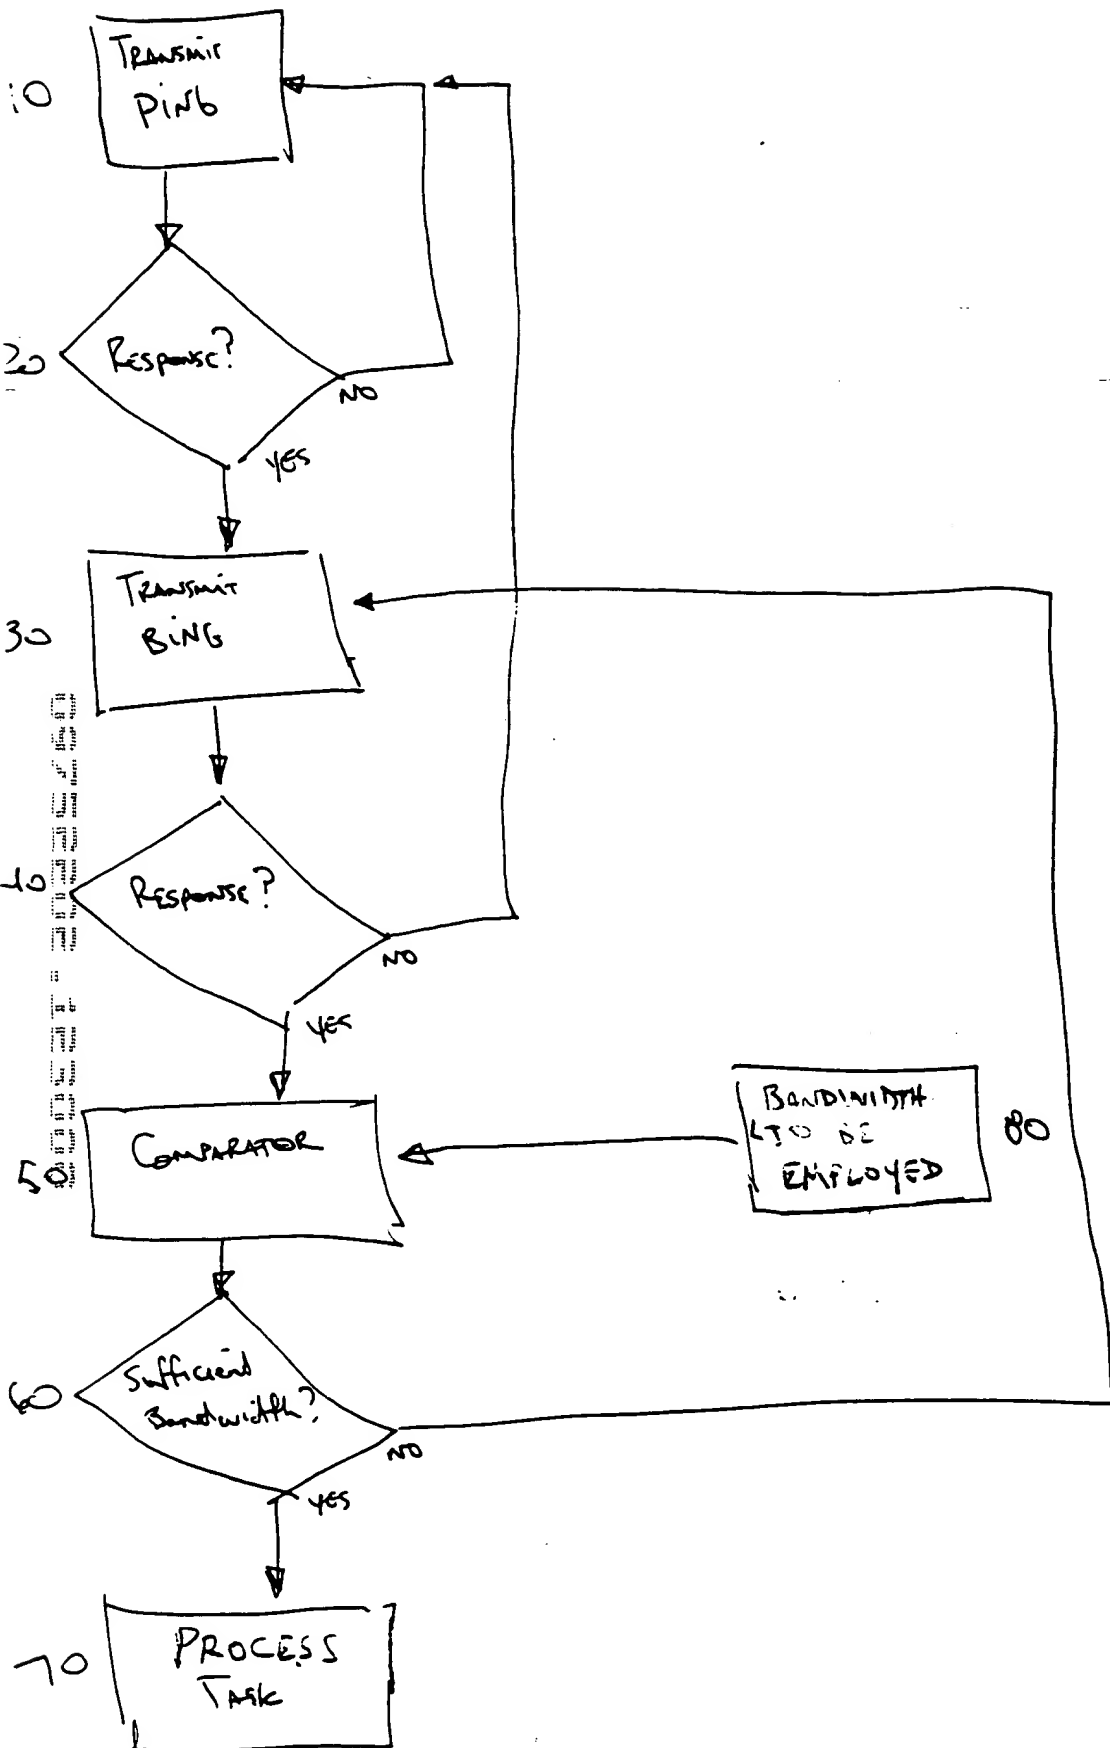 TRANSMIT
PING
10
20
RESPONSE?
NO
YES
TRANSMIT
BING
30
40
RESPONSE?
NO
YES
COMPARATOR
50
BANDWIDTH
TO BE
EMPLOYED
80
60
Sufficient
Bandwidth?
NO
YES
70
PROCESS
TASK